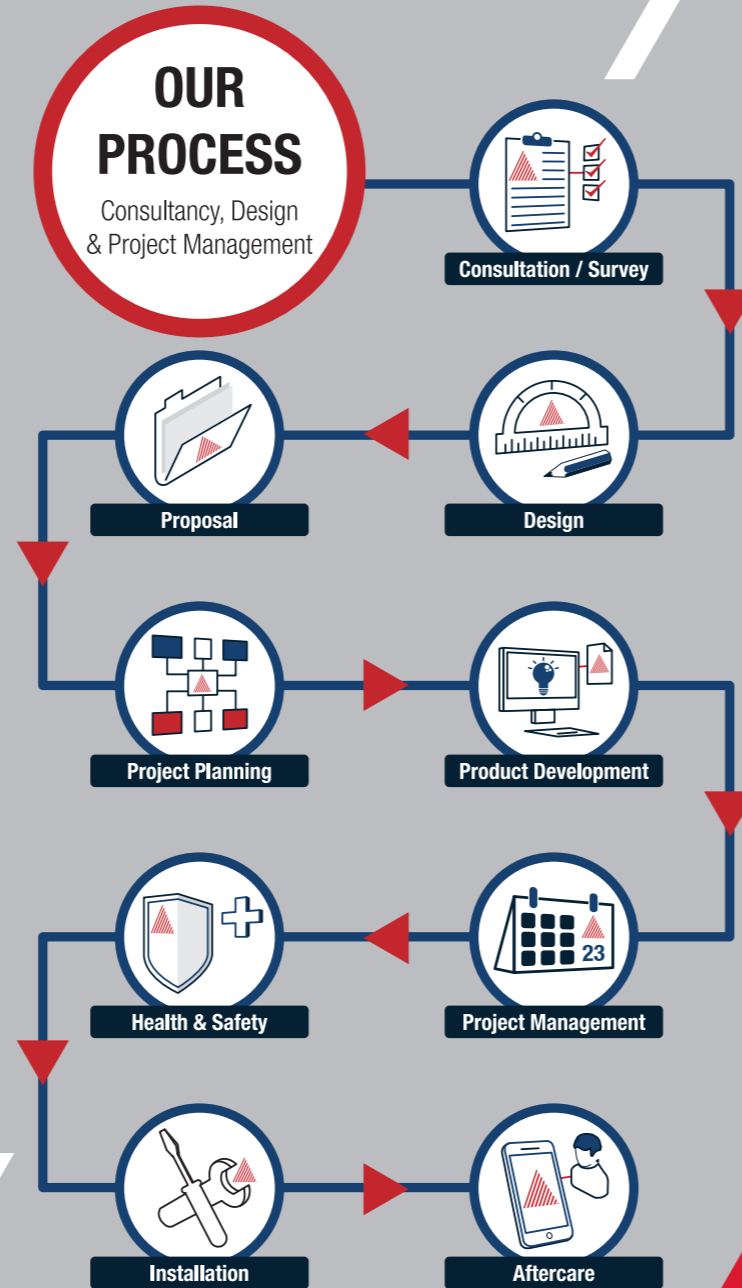 OUR
PROCESS
Consultancy, Design
& Project Management
Consultation / Survey
Design
Proposal
Project Planning
Product Development
23
Project Management
Health & Safety
Installation
Aftercare